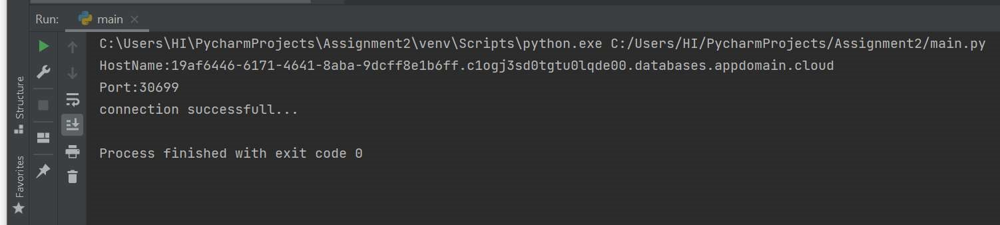 Run:
main
C:\Users\HI\PycharmProjects\Assignment2\venv\Scripts\python.exe C:/Users/HI/PycharmProjects/Assignment2/main.py
HostName:19af6446-6171-4641-8aba-9dcff8e1b6ff.c1ogj3sd0tgtu0lqde00.databases.appdomain.cloud
Port:30699
connection successfull...
Process finished with exit code 0
Structure
Favorites